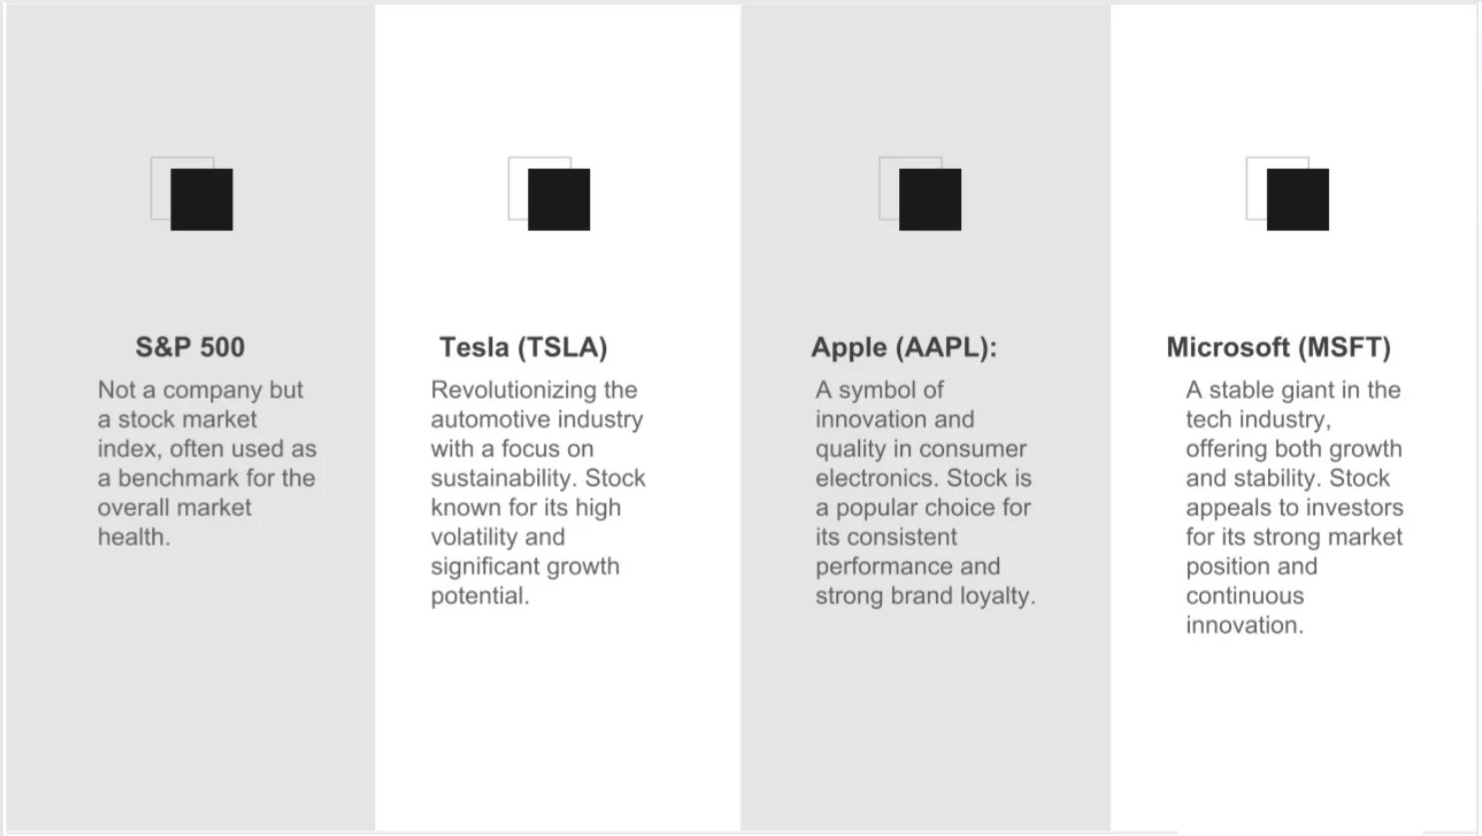 S&P 500
Not a company but
a stock market
index, often used as
a benchmark for the
overall market
health.
Tesla (TSLA)
Revolutionizing the
automotive industry
with a focus on
sustainability. Stock
known for its high
volatility and
significant growth
potential.
Apple (AAPL):
A symbol of
innovation and
quality in consumer
electronics. Stock is
a popular choice for
its consistent
performance and
strong brand loyalty.
Microsoft (MSFT)
A stable giant in the
tech industry,
offering both growth
and stability. Stock
appeals to investors
for its strong market
position and
continuous
innovation.